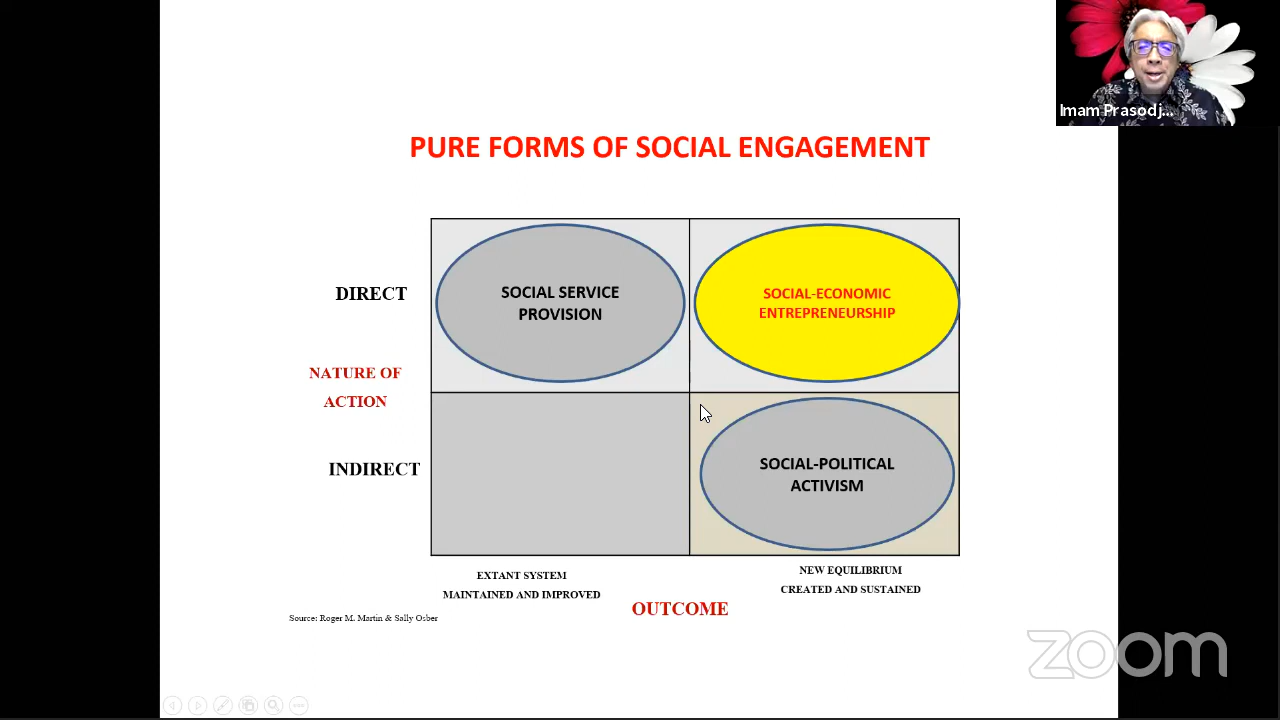 Imam Prasodj...
PURE FORMS OF SOCIAL ENGAGEMENT
DIRECT
SOCIAL SERVICE
PROVISION
SOCIAL-ECONOMIC
ENTREPRENEURSHIP
NATURE OF
ACTION
INDIRECT
SOCIAL-POLITICAL
ACTIVISM
EXTANT SYSTEM
MAINTAINED AND IMPROVED
NEW EQUILIBRIUM
CREATED AND SUSTAINED
OUTCOME
Source: Roger M. Martin & Sally Osber
zoom